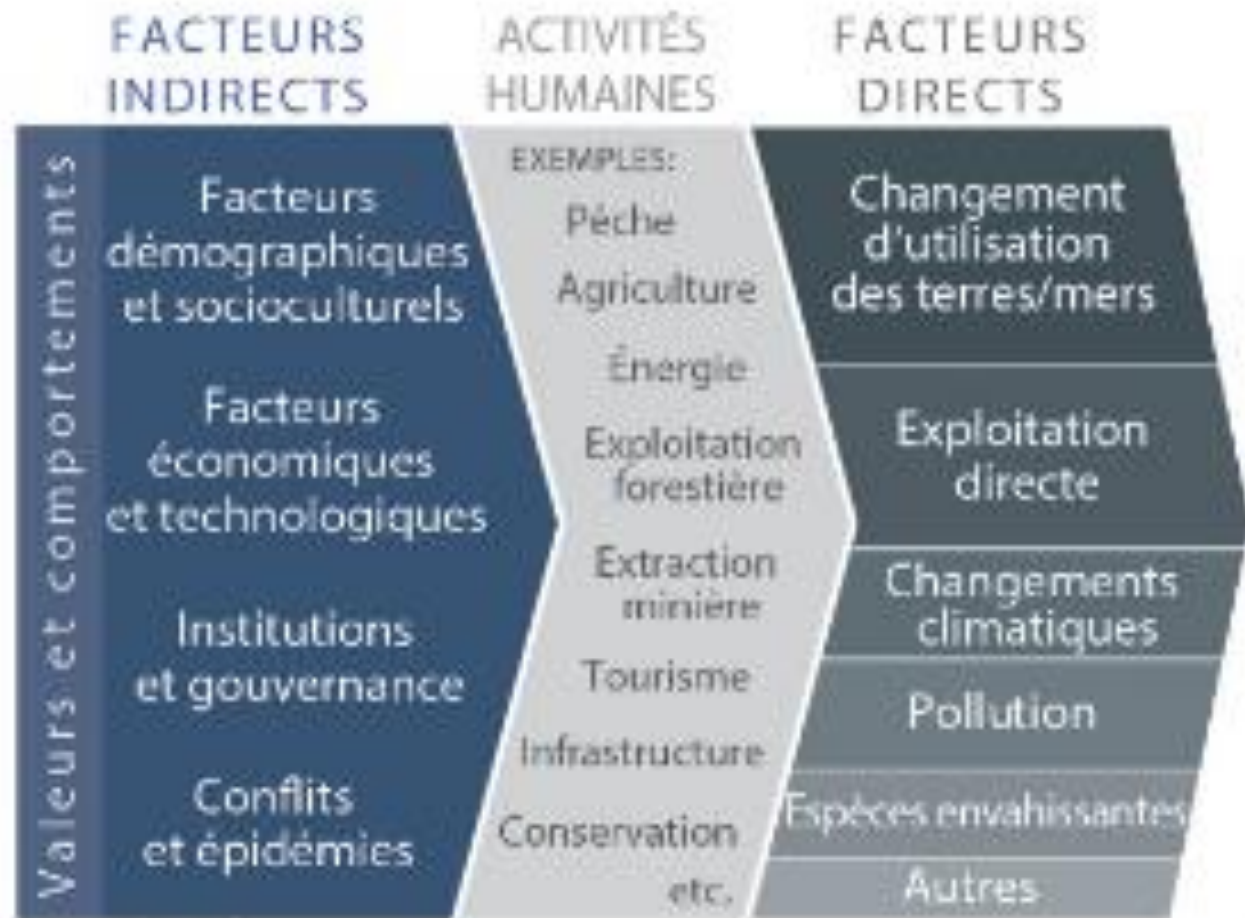 FACTEURS
INDIRECTS
ACTIVITÉS
HUMAINES
FACTEURS
DIRECTS
Valeurs et comportements
Facteurs
démographiques
et socioculturels
Facteurs
économiques
et technologiques
Institutions
et gouvernance
Conflits
et épidémies
EXEMPLES:
Pêche
Agriculture
Énergie
Exploitation
forestière
Extraction
minière
Tourisme
Infrastructure
Conservation
etc.
Changement
d'utilisation
des terres/mers
Exploitation
directe
Changements
climatiques
Pollution
Espèces envahissantes
Autres